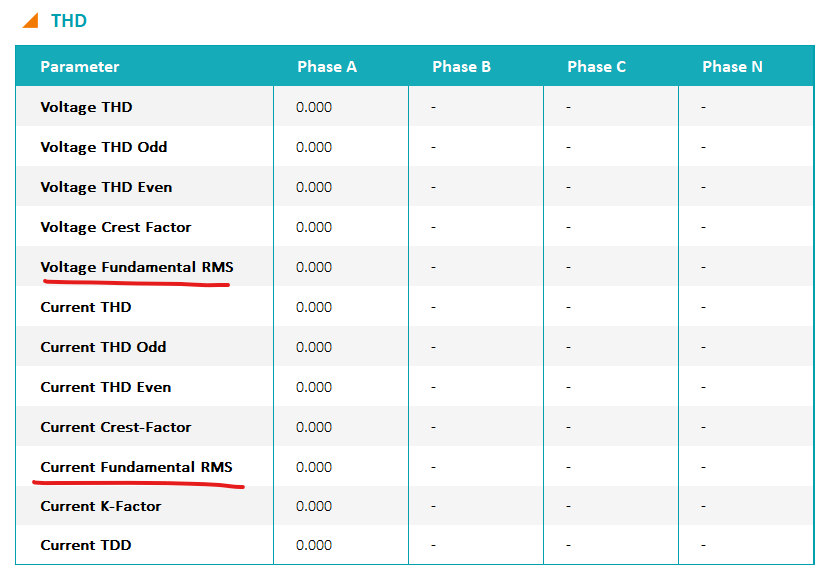 THD
Parameter Phase A Phase B Phase C Phase N
Voltage THD 0.000 - - -
Voltage THD Odd 0.000 - - -
Voltage THD Even 0.000 - - -
Voltage Crest Factor 0.000 - - -
Voltage Fundamental RMS 0.000 - - -
Current THD 0.000 - - -
Current THD Odd 0.000 - - -
Current THD Even 0.000 - - -
Current Crest-Factor 0.000 - - -
Current Fundamental RMS 0.000 - - -
Current K-Factor 0.000 - - -
Current TDD 0.000 - - -